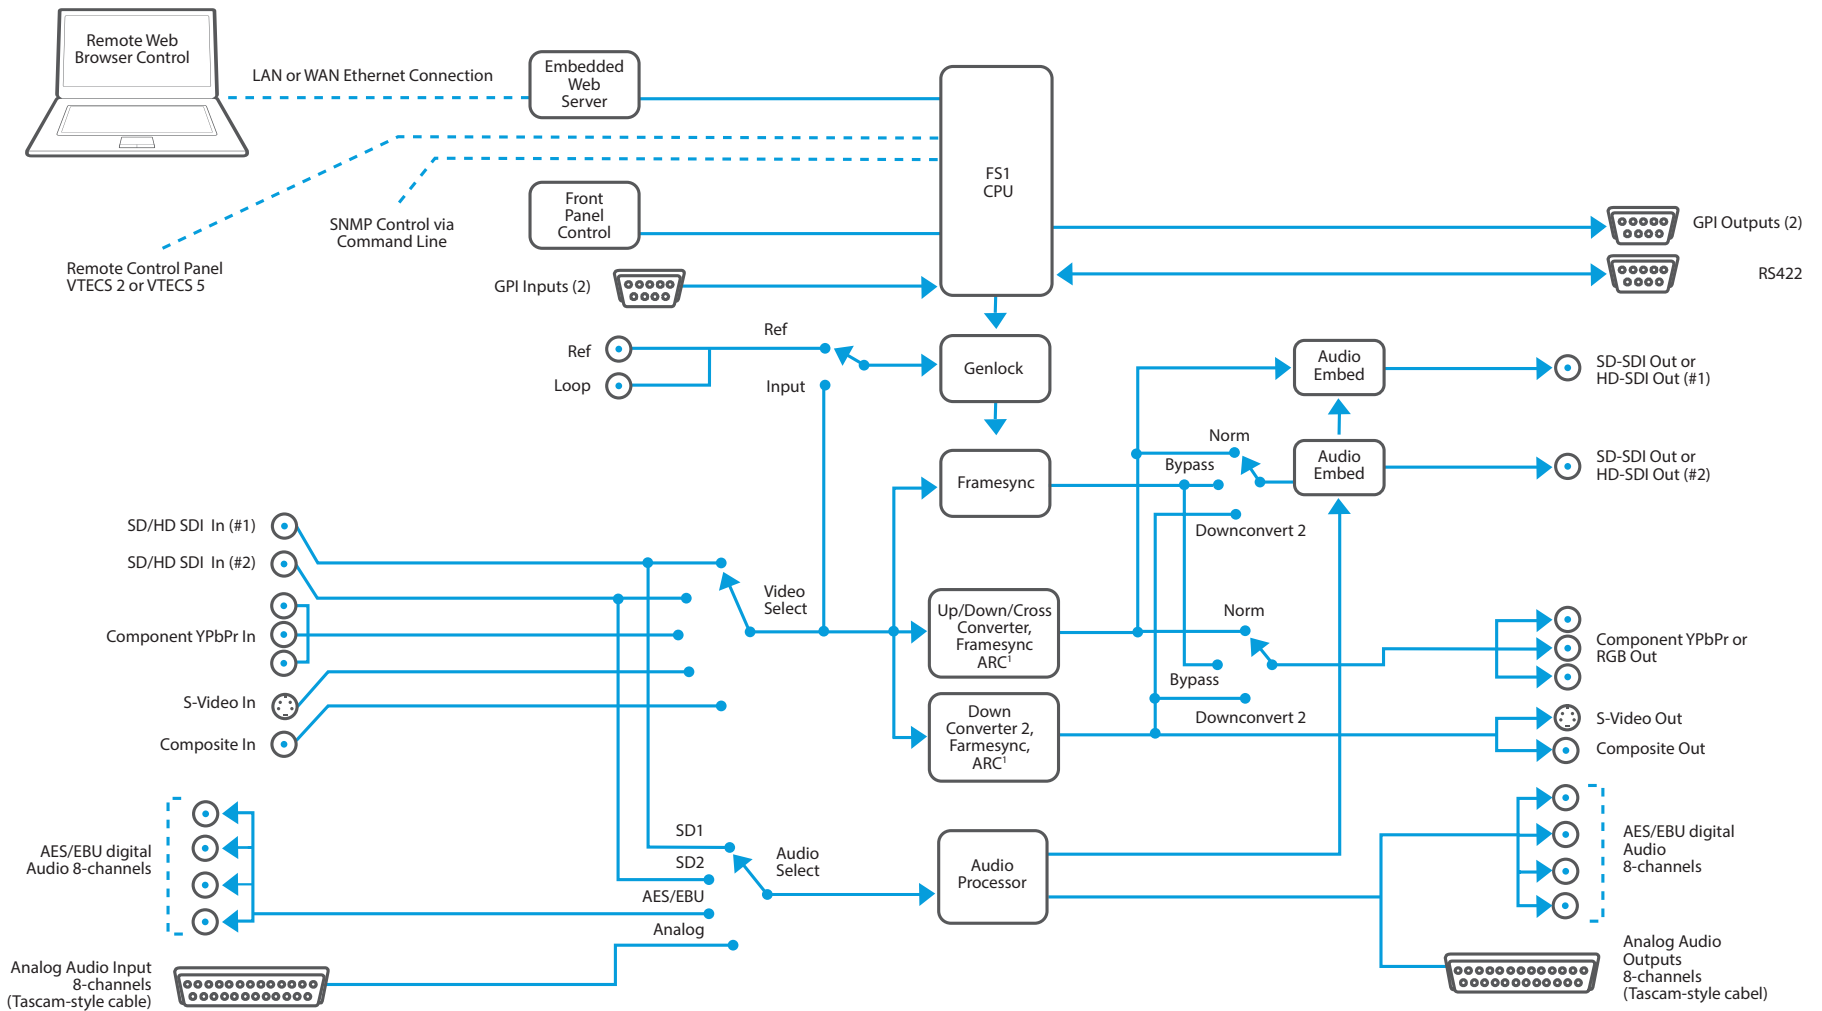 Remote Web
Browser Control
LAN or WAN Ethernet Connection
Embedded
Web
Server
FS1
CPU
Front
Panel
Control
SNMP Control via
Command Line
Remote Control Panel
VTECS 2 or VTECS 5
GPI Inputs (2)
GPI Outputs (2)
RS422
Ref
Ref
Loop
Input
Genlock
Audio
Embed
SD-SDI Out or
HD-SDI Out (#1)
Norm
Bypass
Framesync
Audio
Embed
SD-SDI Out or
HD-SDI Out (#2)
Downconvert 2
SD/HD SDI In (#1)
SD/HD SDI In (#2)
Component YPbPr In
S-Video In
Composite In
Video
Select
Up/Down/Cross
Converter,
Framesync
ARC¹
Norm
Bypass
Downconvert 2
Component YPbPr or
RGB Out
Down
Converter 2,
Farmesync,
ARC¹
S-Video Out
Composite Out
AES/EBU digital
Audio 8-channels
SD1
SD2
AES/EBU
Analog
Audio
Select
Audio
Processor
AES/EBU digital
Audio
8-channels
Analog Audio Input
8-channels
(Tascam-style cable)
Analog Audio
Outputs
8-channels
(Tascam-style cabel)